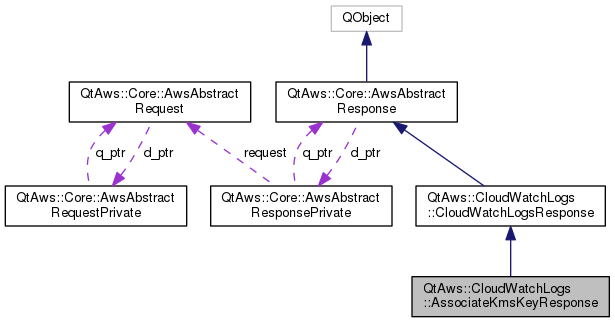 QObject
QtAws::Core::AwsAbstract
Request
QtAws::Core::AwsAbstract
Response
q_ptr
d_ptr
request
q_ptr
d_ptr
QtAws::Core::AwsAbstract
RequestPrivate
QtAws::Core::AwsAbstract
ResponsePrivate
QtAws::CloudWatchLogs
::CloudWatchLogsResponse
QtAws::CloudWatchLogs
::AssociateKmsKeyResponse